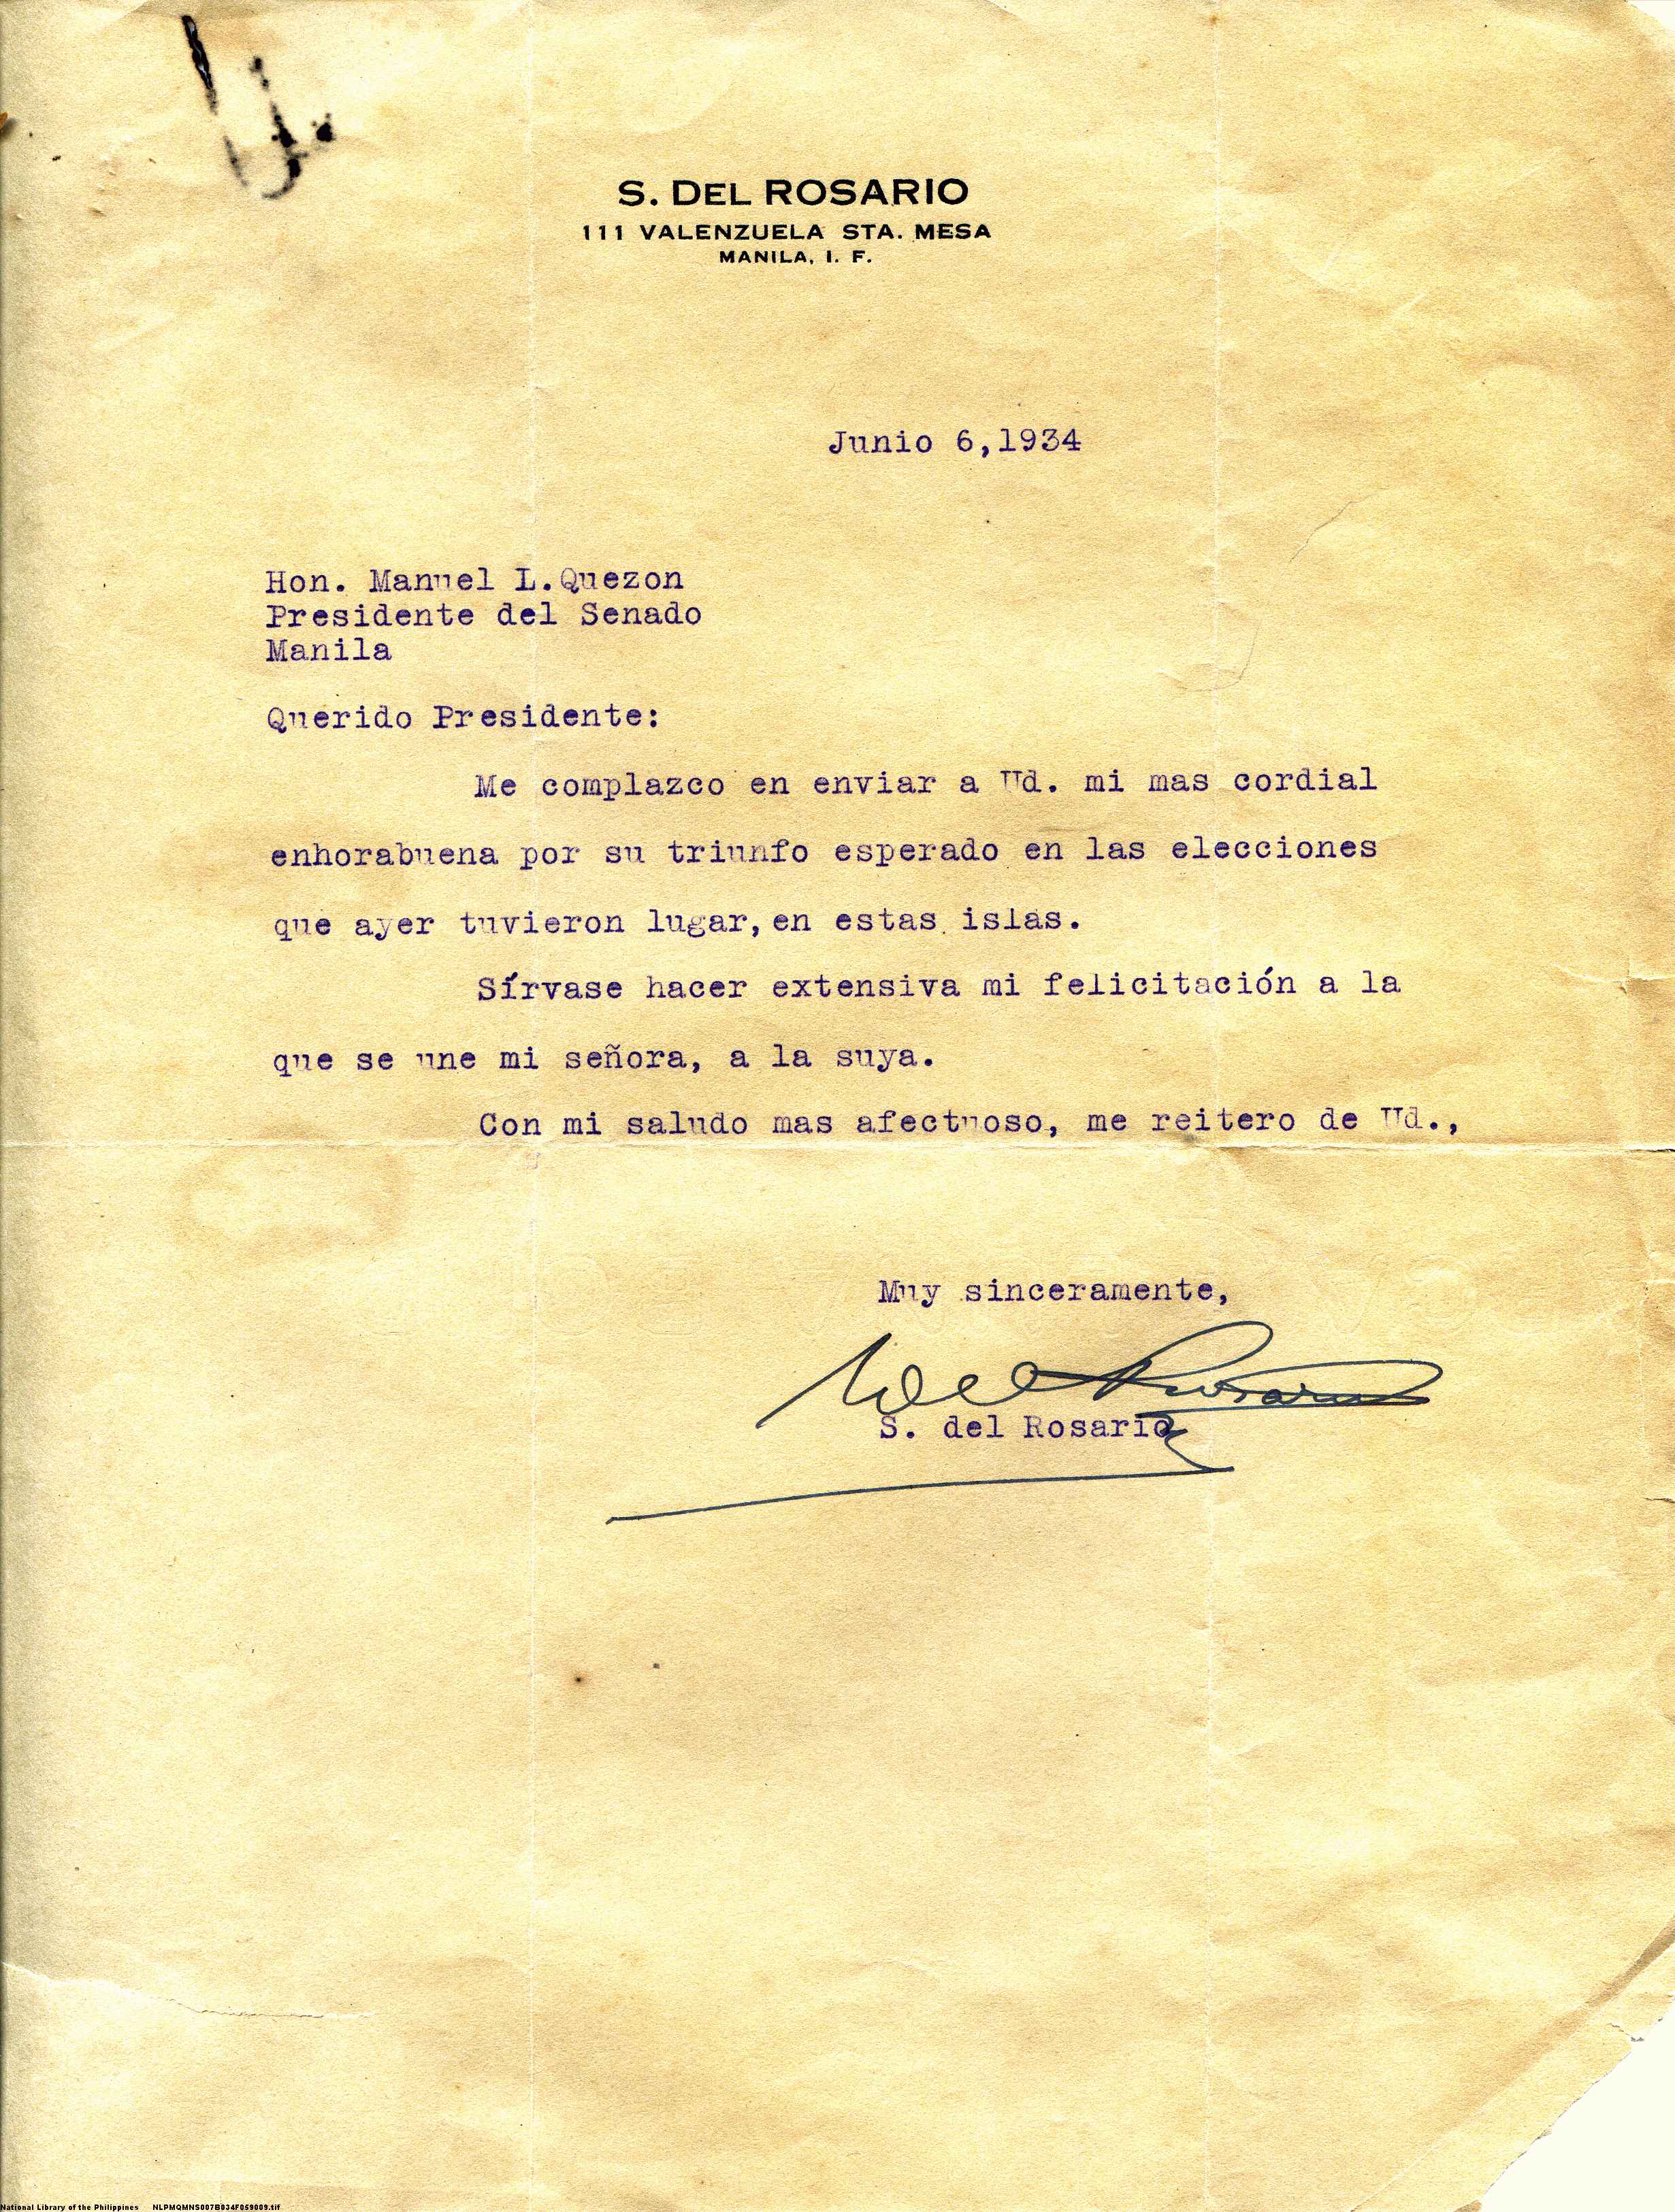 S. DEL ROSARIO
111 VALENZUELA STA. MESA
MANILA, I. F.
Junio 6,1934
Hon. Manuel L.Quezon
Presidente del Senado
Manila
Querido Presidente:
Me complazco en enviar a Ud. mi mas cordial
enhorabuena por su triunfo esperado en las elecciones
que ayer tuvieron lugar,en estas islas.
Sírvase hacer extensiva mi felicitación a la
que se une mi señora, a la suya.
Con mi saludo mas afectuoso, me reitero de Ud.,
Muy sinceramente,
S. del Rosario
National Library of the Philippines NLPMQMNS007B034F059009.tif